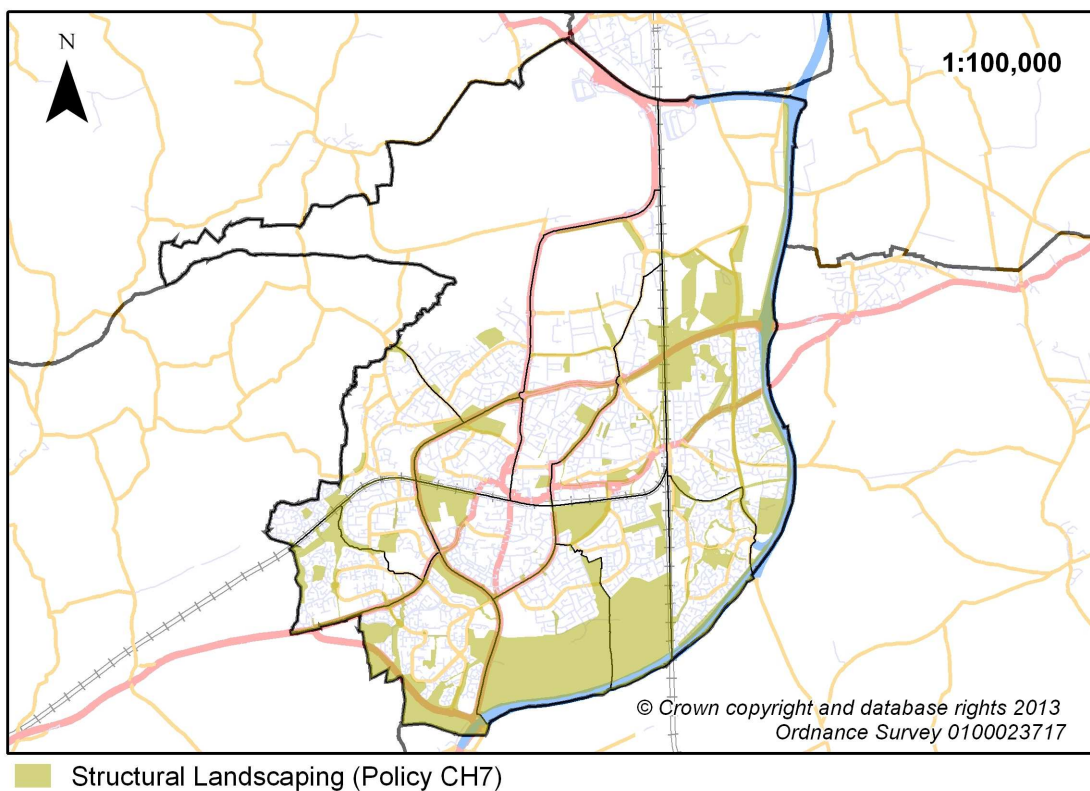 N
1:100,000
© Crown copyright and database rights 2013
Ordnance Survey 0100023717
Structural Landscaping (Policy CH7)